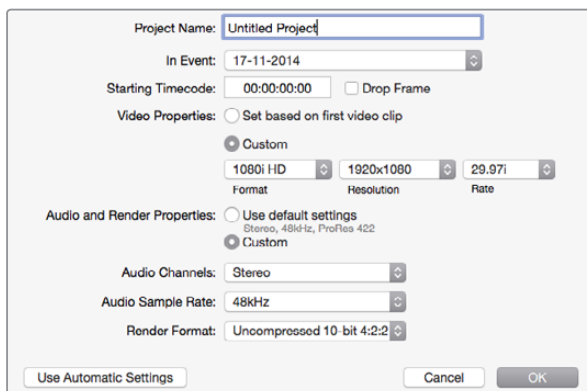 Project Name: Untitled Project
In Event: 17-11-2014
Starting Timecode: 00:00:00:00 Drop Frame
Video Properties: Set based on first video clip
Custom
1080i HD 1920x1080 29.97i
Format Resolution Rate
Audio and Render Properties: Use default settings
Stereo, 48kHz, ProRes 422
Custom
Audio Channels: Stereo
Audio Sample Rate: 48kHz
Render Format: Uncompressed 10-bit 4:2:2
Use Automatic Settings Cancel OK